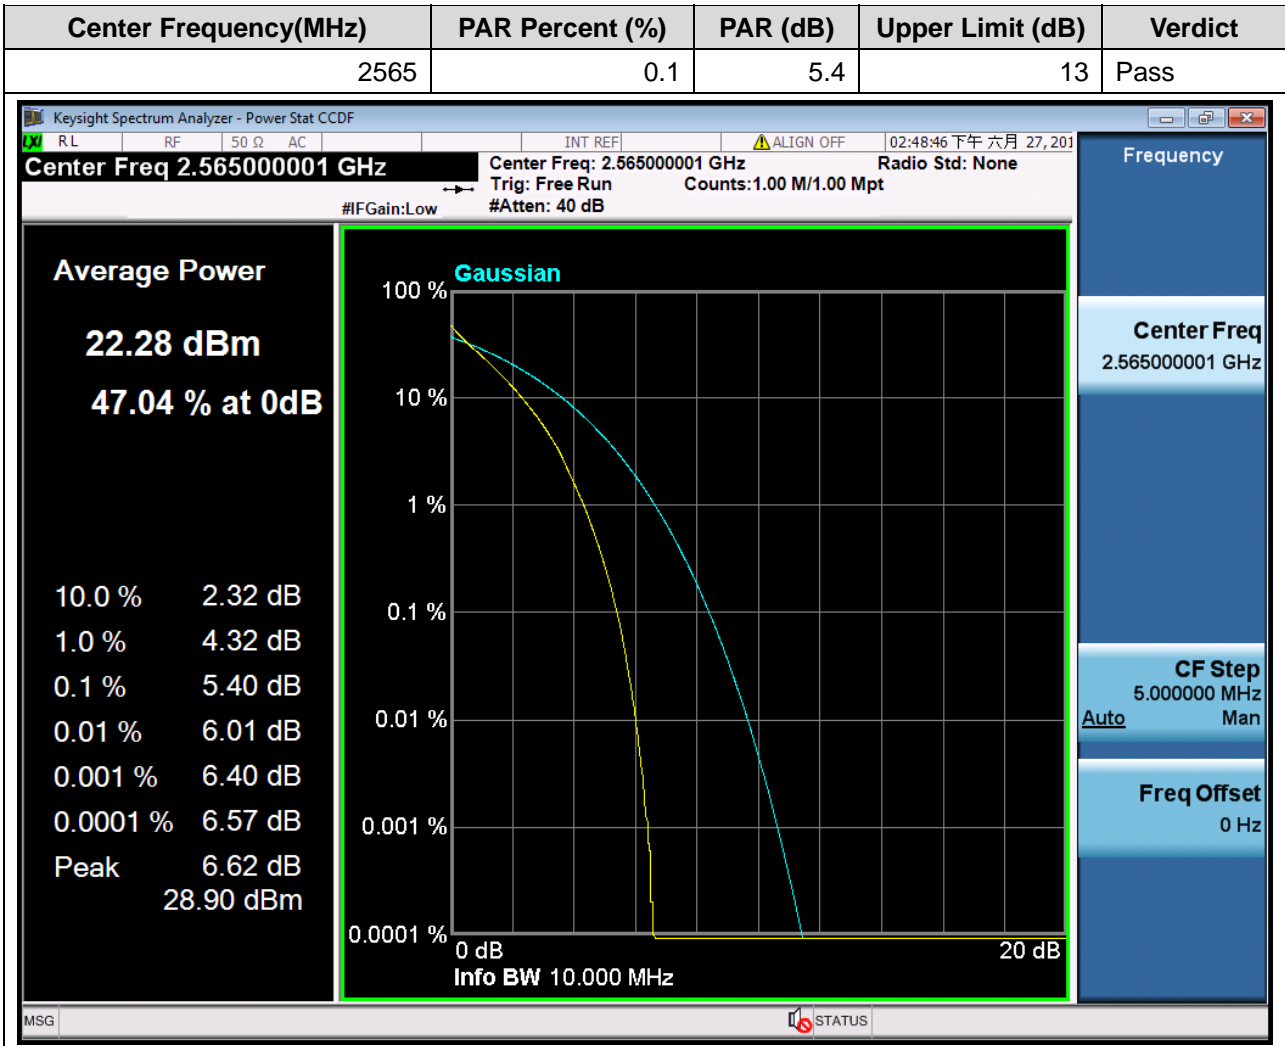 Center Frequency(MHz) PAR Percent (%) PAR (dB) Upper Limit (dB) Verdict
2565 0.1 5.4 13 Pass
Keysight Spectrum Analyzer - Power Stat CCDF
LXI RL RF 50 Ω AC INT REF ALIGN OFF 02:48:46 下午 六月 27, 201
Center Freq 2.565000001 GHz
#IFGain:Low
Center Freq: 2.565000001 GHz Radio Std: None
Trig: Free Run Counts:1.00 M/1.00 Mpt
#Atten: 40 dB
Average Power
22.28 dBm
47.04 % at 0dB
10.0 % 2.32 dB
1.0 % 4.32 dB
0.1 % 5.40 dB
0.01 % 6.01 dB
0.001 % 6.40 dB
0.0001 % 6.57 dB
Peak 6.62 dB
28.90 dBm
Gaussian
100 %
10 %
1 %
0.1 %
0.01 %
0.001 %
0.0001 %
0 dB 20 dB
Info BW 10.000 MHz
Frequency
Center Freq
2.565000001 GHz
CF Step
5.000000 MHz
Auto Man
Freq Offset
0 Hz
MSG STATUS